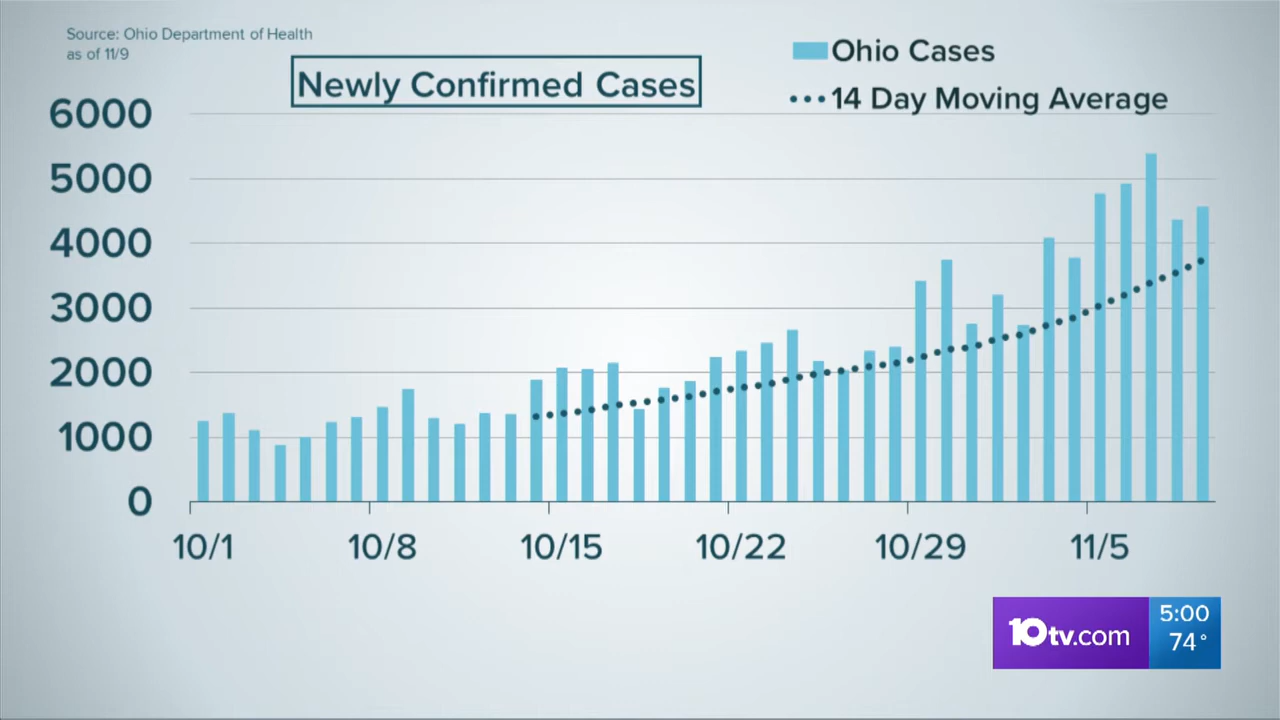 Source: Ohio Department of Health
as of 11/9
Newly Confirmed Cases
Ohio Cases
14 Day Moving Average
6000
5000
4000
3000
2000
1000
0
10/1 10/8 10/15 10/22 10/29 11/5
10tv.com
5:00
74°